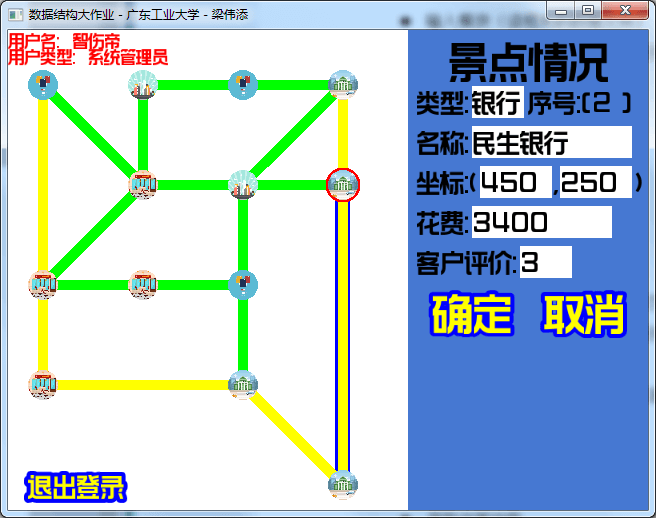 数据结构大作业 - 广东工业大学 - 梁伟添
用户名: 智伤帝
用户类型: 系统管理员
景点情况
类型:银行 序号:(2 )
名称:民生银行
坐标:(450 ,250 )
花费:3400
客户评价:3
确定 取消
退出登录